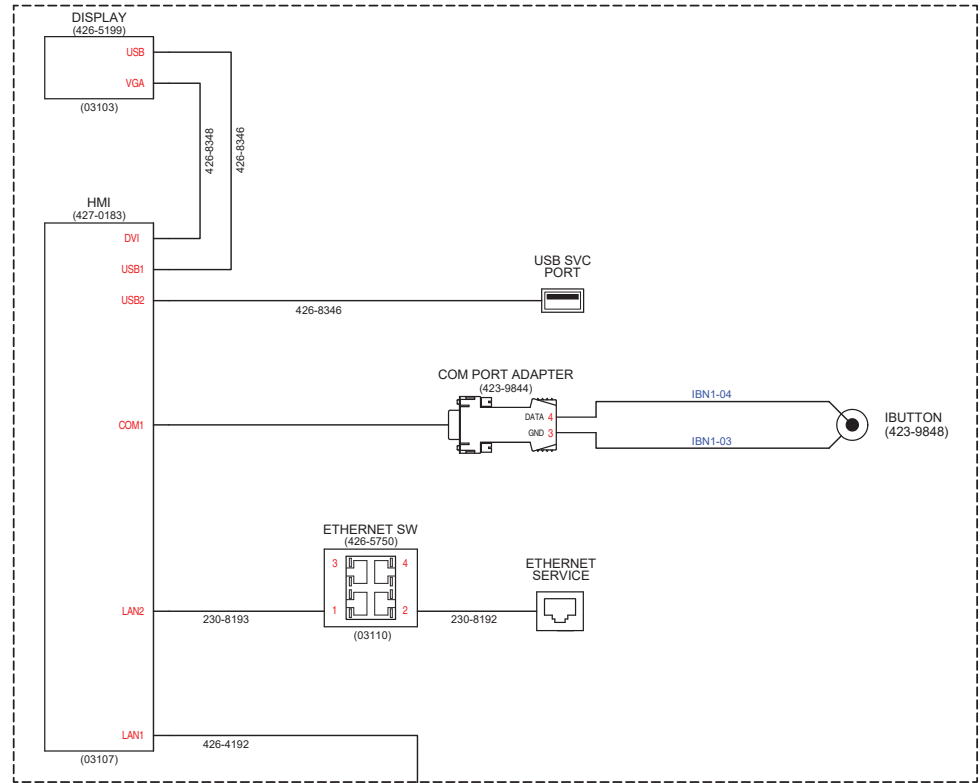 DISPLAY
(426-5199)
USB
VGA
(03103)
426-8348
426-8346
HMI
(427-0183)
DVI
USB1
USB2
426-8346
USB SVC
PORT
COM PORT ADAPTER
(423-9844)
DATA 4
GND 3
IBN1-04
IBN1-03
IBUTTON
(423-9848)
COM1
ETHERNET SW
(426-5750)
3 4
1 2
(03110)
ETHERNET
SERVICE
LAN2
230-8193
230-8192
LAN1
426-4192
(03107)